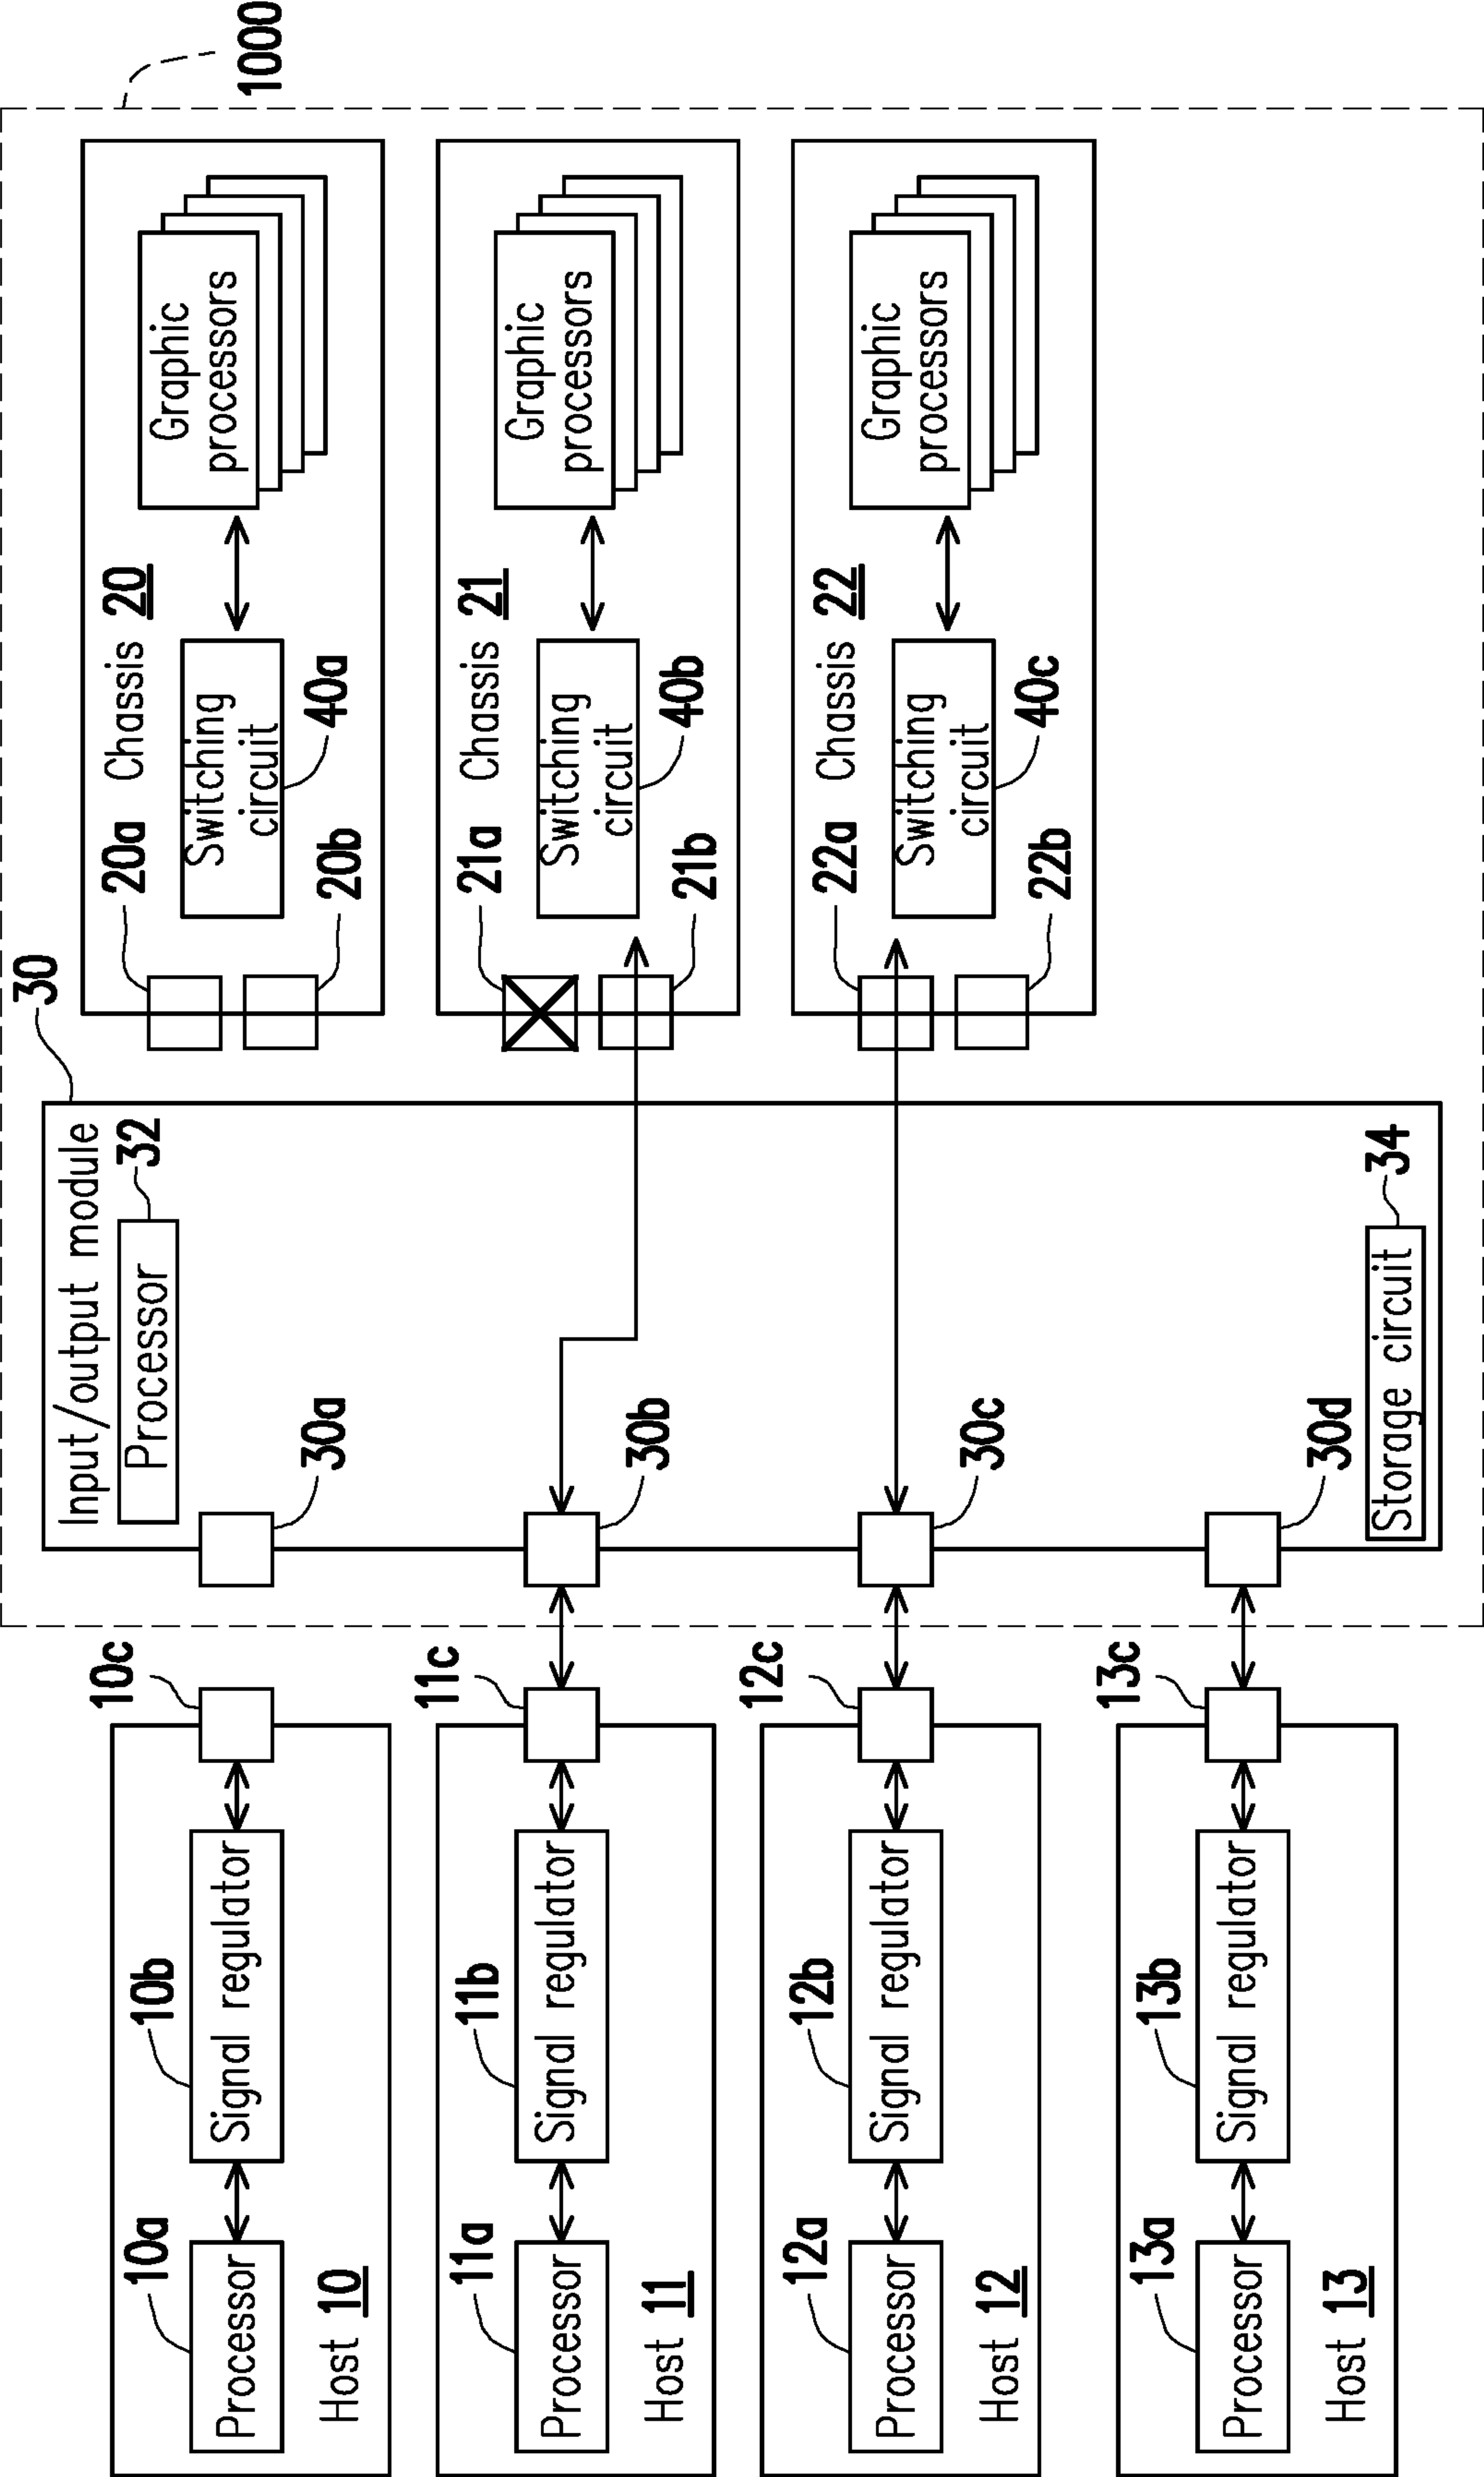 1000
30
Input/output module
Processor
32
30a
30b
30c
30d
Storage circuit
34
20a
Chassis 20
Switching
circuit
40a
20b
Graphic
processors
21a
Chassis 21
Switching
circuit
40b
21b
Graphic
processors
22a
Chassis 22
Switching
circuit
40c
22b
Graphic
processors
10a
10b
10c
Processor
Signal regulator
Host 10
11a
11b
11c
Processor
Signal regulator
Host 11
12a
12b
12c
Processor
Signal regulator
Host 12
13a
13b
13c
Processor
Signal regulator
Host 13